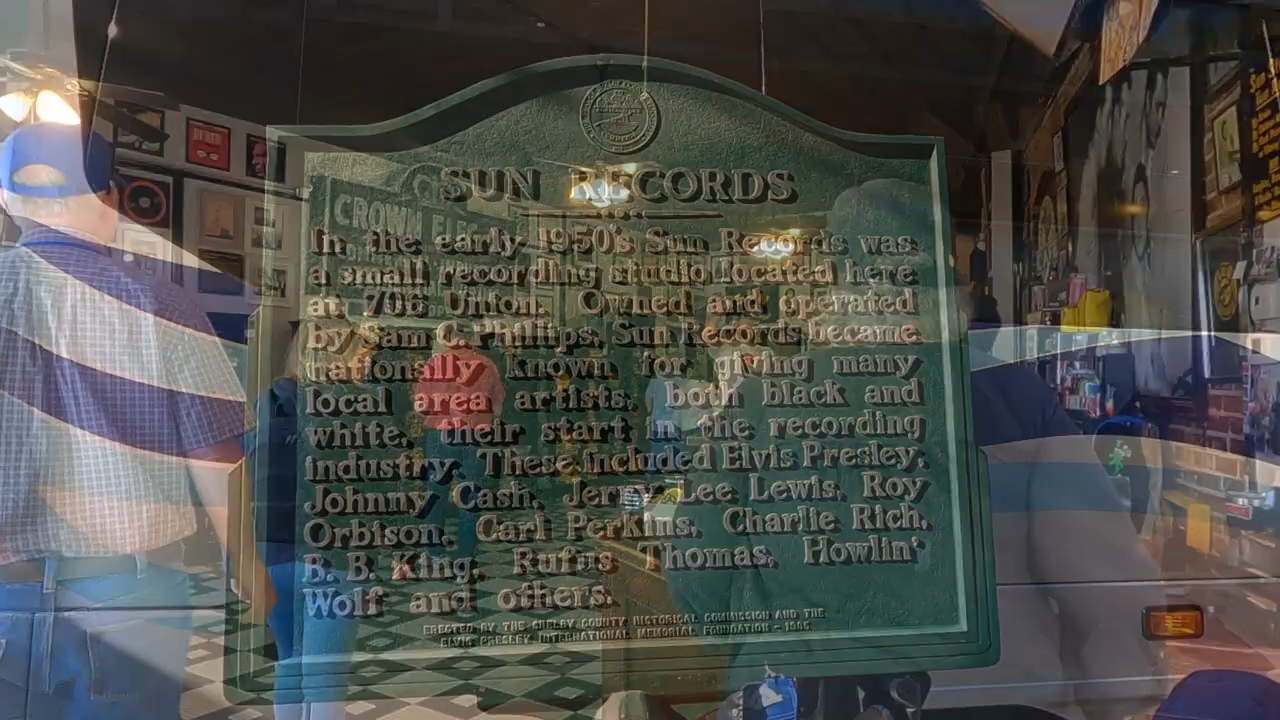 SUN RECORDS
CROWN ELEC
In the early 1950's Sun Records was
a small recording studio located here
at 706 Union. Owned and operated
by Sam C. Phillips, Sun Records became
nationally known for giving many
local area artists, both black and
white, their start in the recording
industry. These included Elvis Presley,
Johnny Cash, Jerry Lee Lewis, Roy
Orbison, Carl Perkins, Charlie Rich,
B. B. King, Rufus Thomas, Howlin'
Wolf and others.
ERECTED BY THE SHELBY COUNTY HISTORICAL COMMISSION AND THE
ELVIS PRESLEY INTERNATIONAL MEMORIAL FOUNDATION - 1985